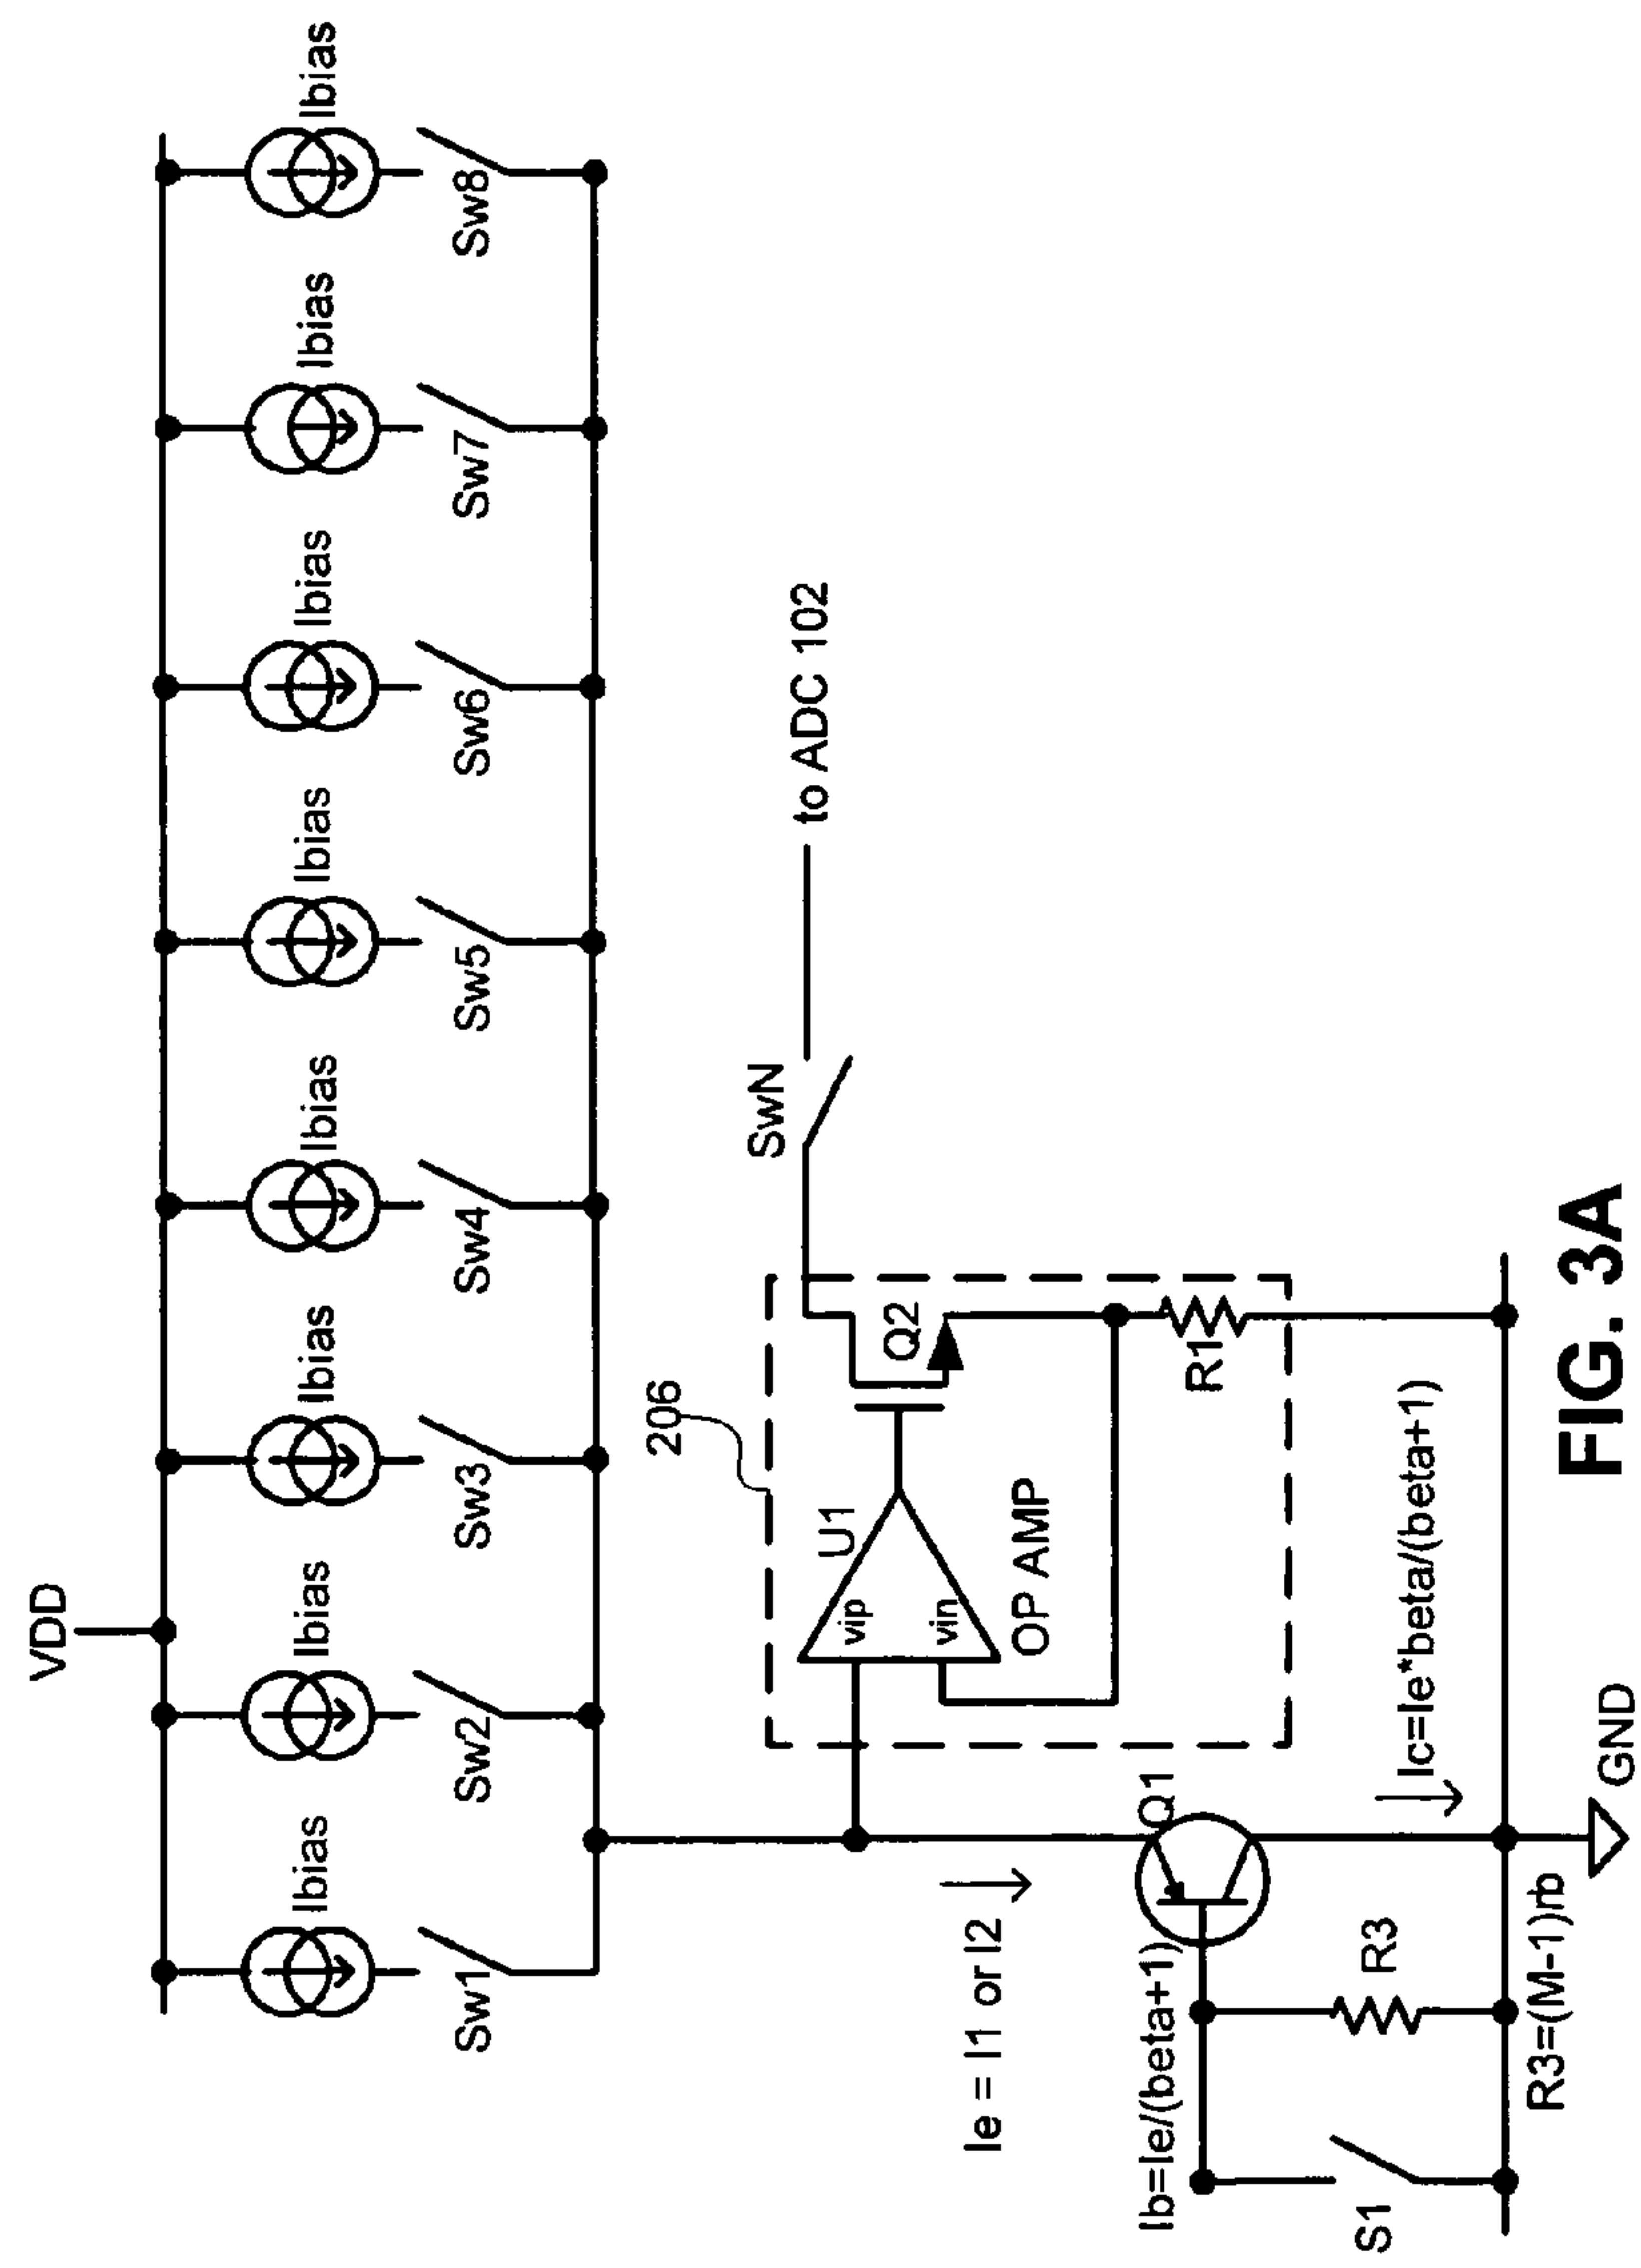 VDD
Ibias
Ibias
Ibias
Ibias
Ibias
Ibias
Ibias
Ibias
Sw1
Sw2
Sw3
Sw4
Sw5
Sw6
Sw7
Sw8
206
SwN
to ADC 102
U1
vip
vin
OP AMP
Q2
R1
Ie = I1 or I2
Q1
Ib=Ie/(beta+1)
Ic=Ie*beta/(beta+1)
S1
R3
R3=(M-1)rb
GND
FIG. 3A